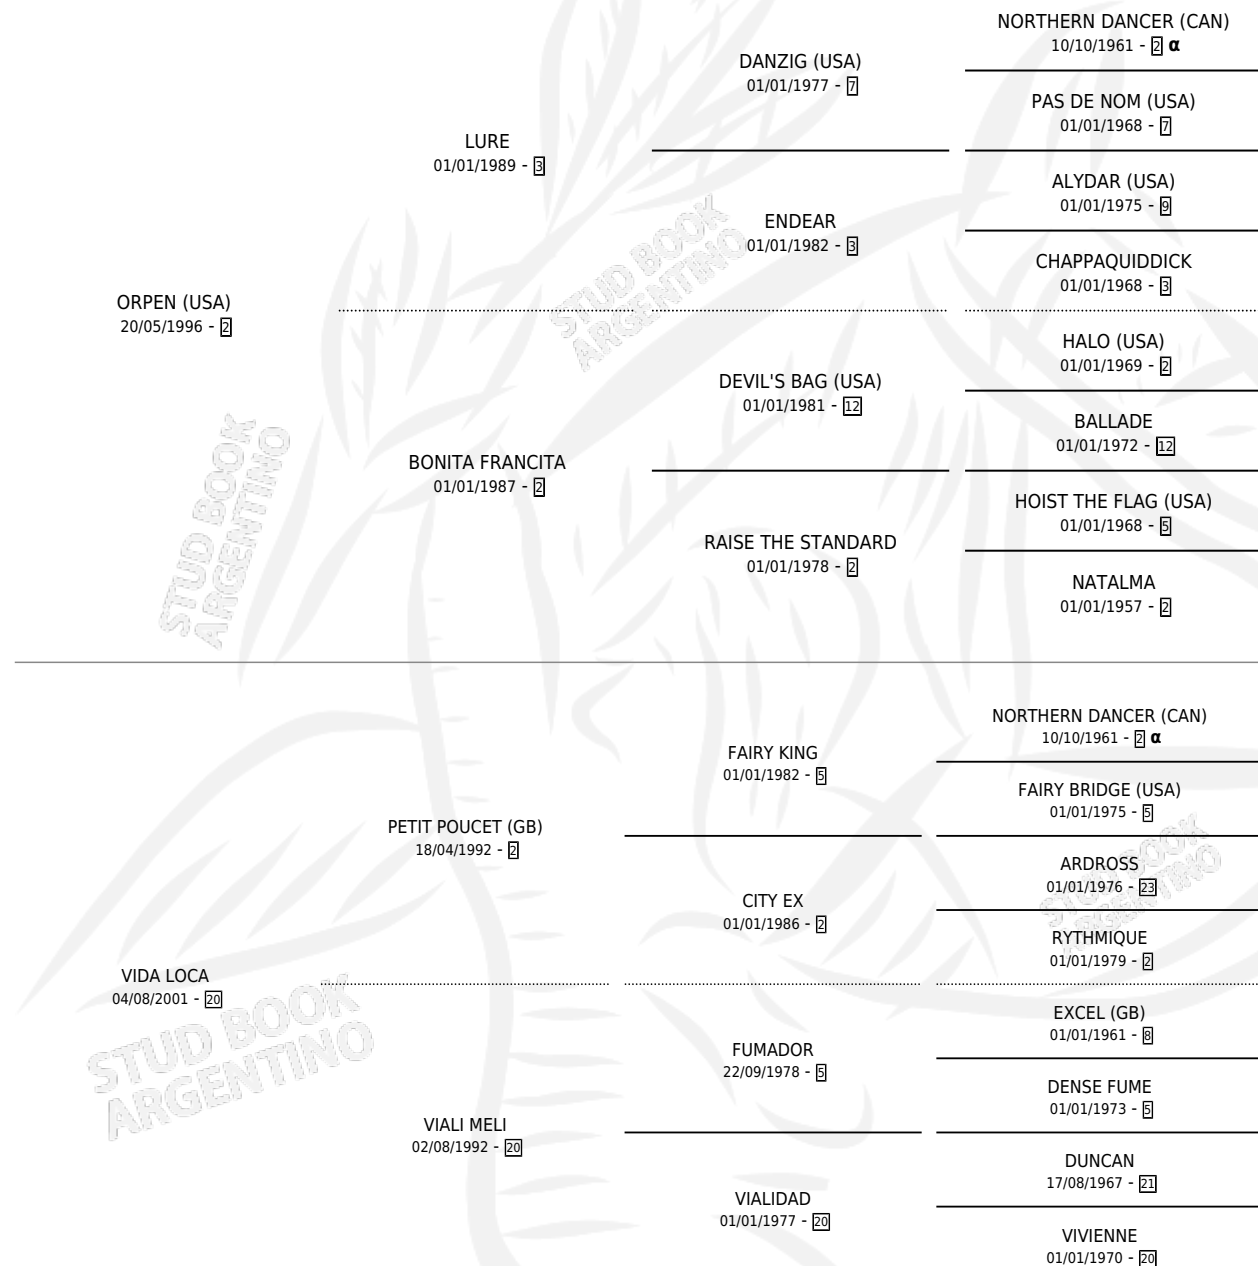 NORTHERN DANCER (CAN)
10/10/1961 - 2 α
DANZIG (USA)
01/01/1977 - 7
PAS DE NOM (USA)
01/01/1968 - 7
LURE
01/01/1989 - 3
ALYDAR (USA)
01/01/1975 - 9
ENDEAR
01/01/1982 - 3
CHAPPAQUIDDICK
01/01/1968 - 3
ORPEN (USA)
20/05/1996 - 2
HALO (USA)
01/01/1969 - 2
DEVIL'S BAG (USA)
01/01/1981 - 12
BALLADE
01/01/1972 - 12
BONITA FRANCITA
01/01/1987 - 2
HOIST THE FLAG (USA)
01/01/1968 - 5
RAISE THE STANDARD
01/01/1978 - 2
NATALMA
01/01/1957 - 2
NORTHERN DANCER (CAN)
10/10/1961 - 2 α
FAIRY KING
01/01/1982 - 5
FAIRY BRIDGE (USA)
01/01/1975 - 5
PETIT POUCET (GB)
18/04/1992 - 2
ARDROSS
01/01/1976 - 23
CITY EX
01/01/1986 - 2
RYTHMIQUE
01/01/1979 - 2
VIDA LOCA
04/08/2001 - 20
EXCEL (GB)
01/01/1961 - 8
FUMADOR
22/09/1978 - 5
DENSE FUME
01/01/1973 - 5
VIALI MELI
02/08/1992 - 20
DUNCAN
17/08/1967 - 21
VIALIDAD
01/01/1977 - 20
VIVIENNE
01/01/1970 - 20
STUD BOOK
ARGENTINO
STUD BOOK
ARGENTINO
STUD BOOK
ARGENTINO
STUD BOOK
ARGENTINO